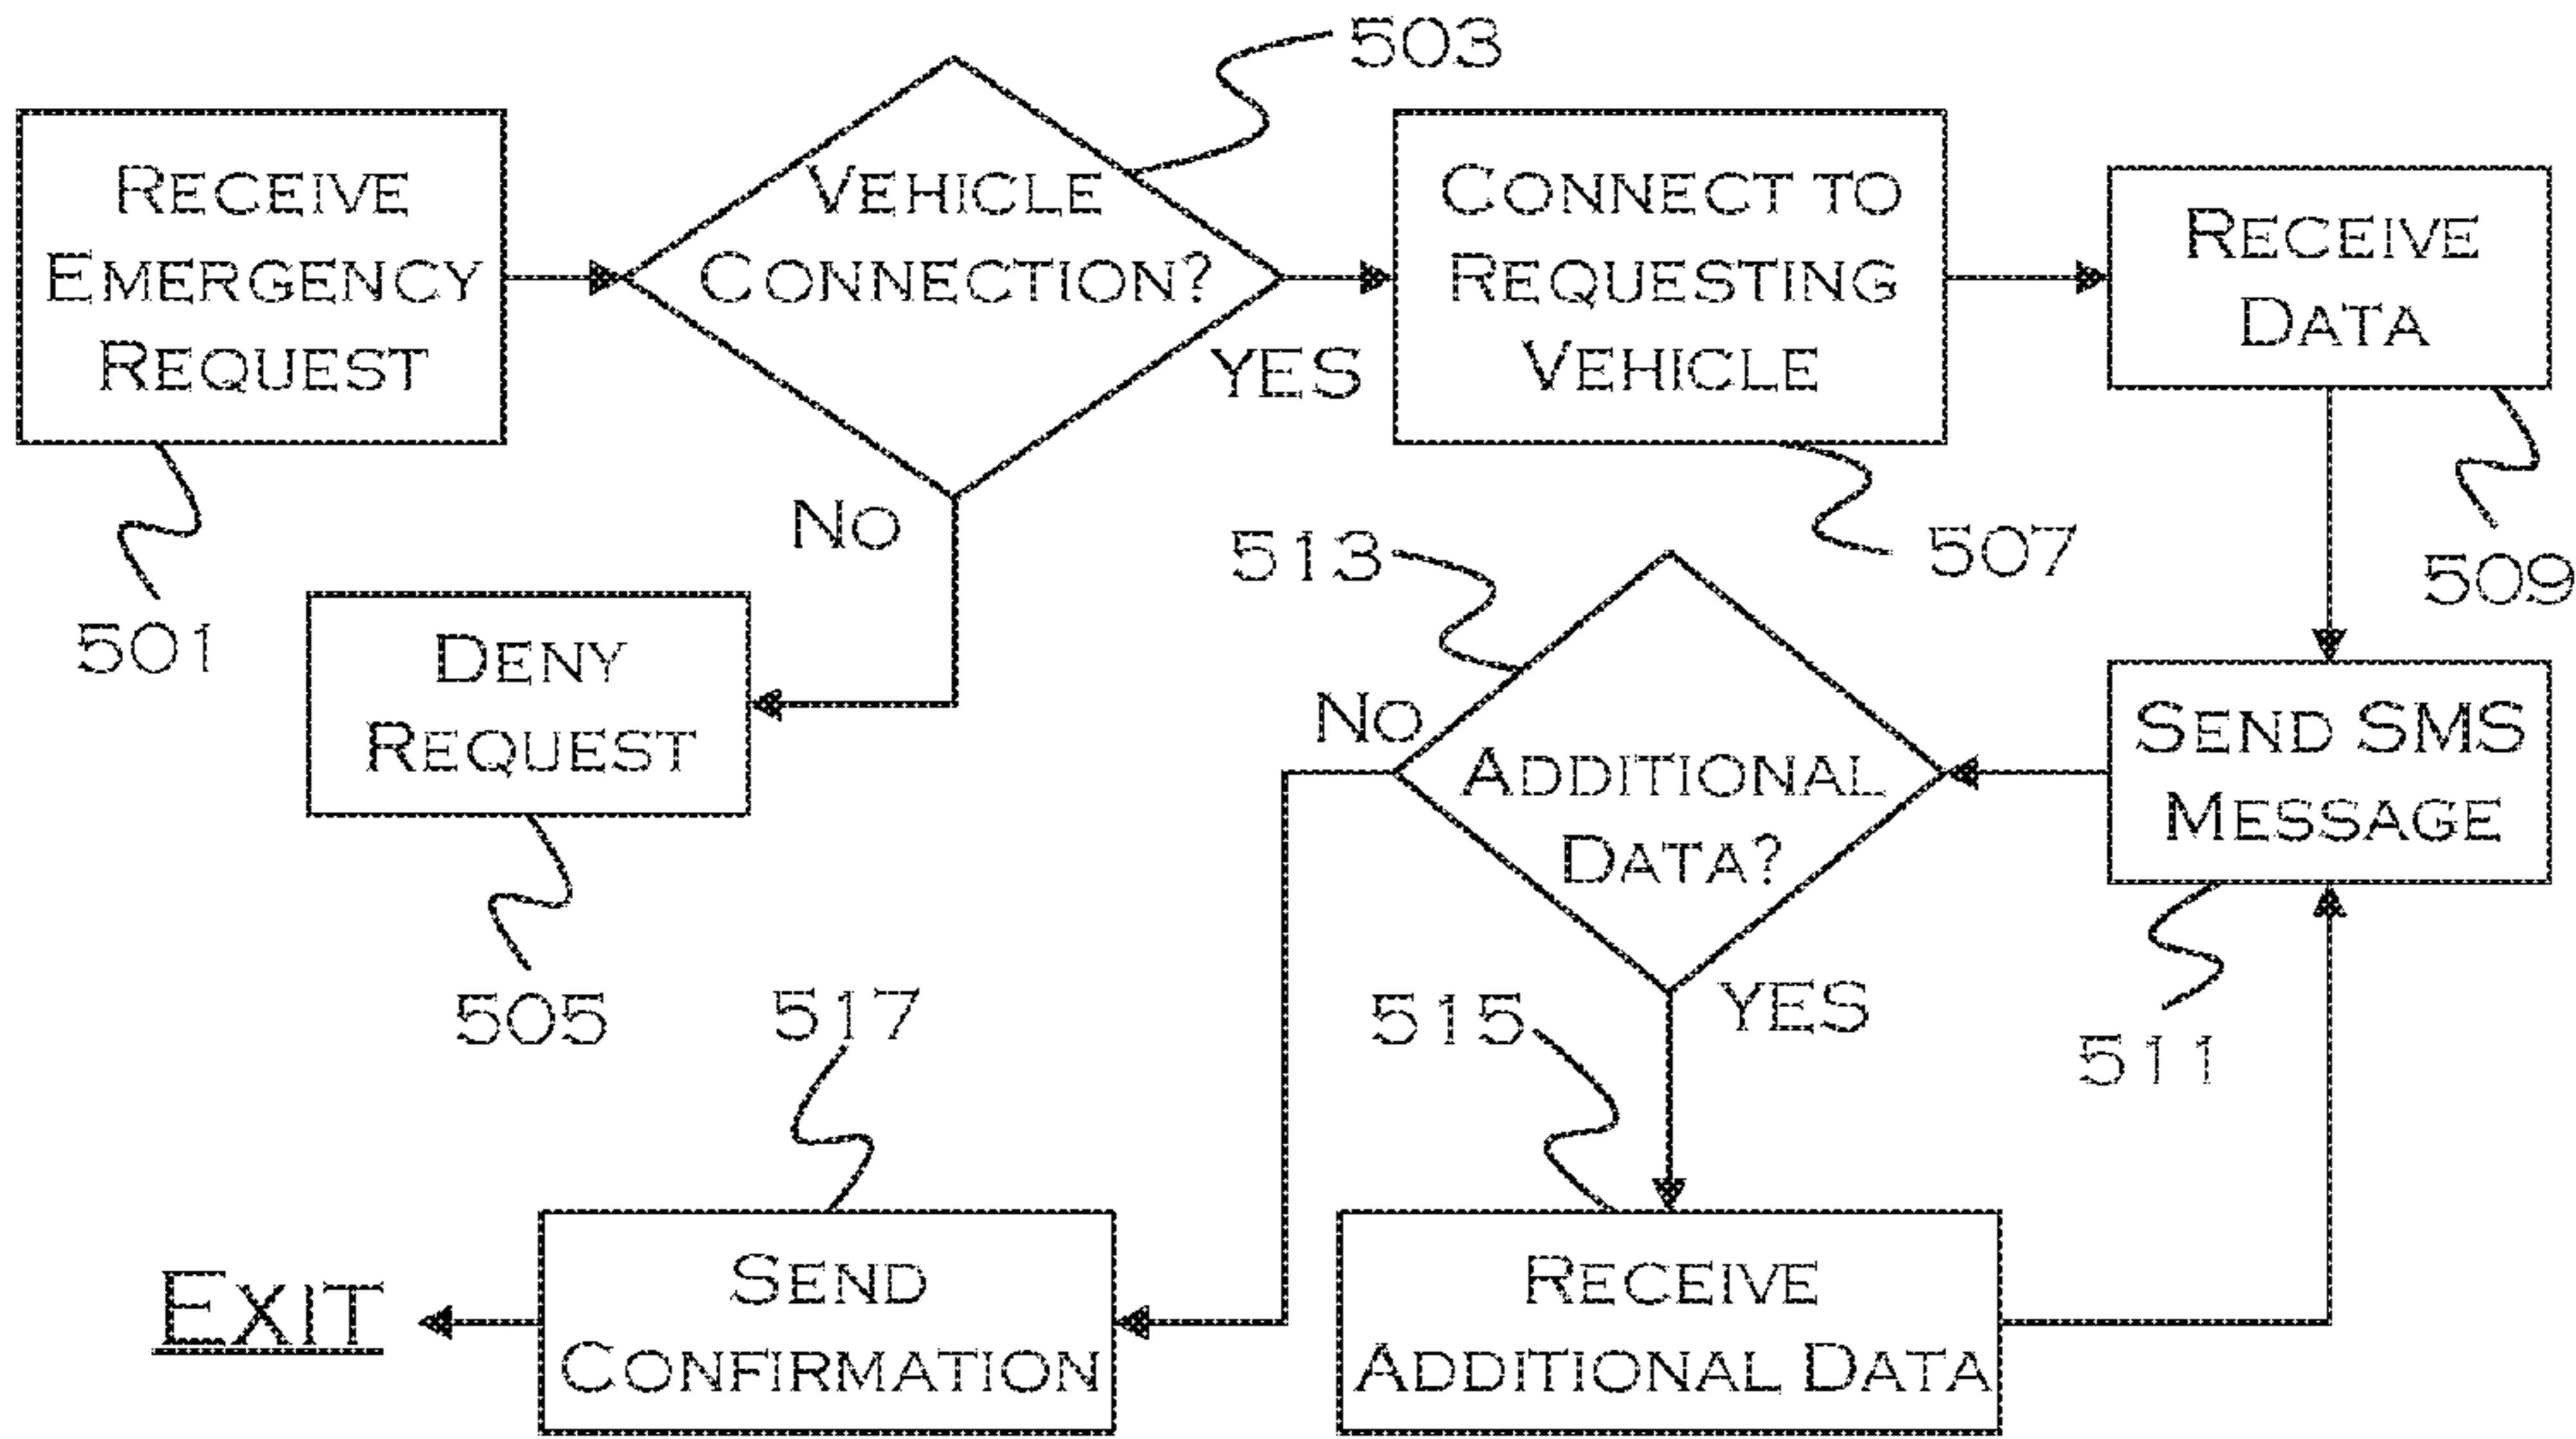 503
RECEIVE
EMERGENCY
REQUEST
VEHICLE
CONNECTION?
YES
CONNECT TO
REQUESTING
VEHICLE
RECEIVE
DATA
NO
501
513
507
509
DENY
REQUEST
NO
ADDITIONAL
DATA?
SEND SMS
MESSAGE
505
517
515
YES
511
EXIT
SEND
CONFIRMATION
RECEIVE
ADDITIONAL DATA